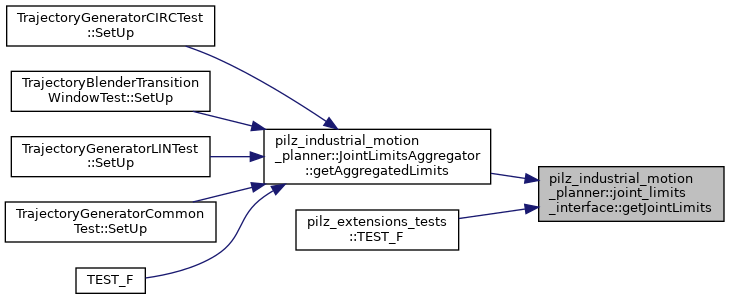 TrajectoryGeneratorCIRCTest
::SetUp
TrajectoryBlenderTransition
WindowTest::SetUp
TrajectoryGeneratorLINTest
::SetUp
TrajectoryGeneratorCommon
Test::SetUp
TEST_F
pilz_industrial_motion
_planner::JointLimitsAggregator
::getAggregatedLimits
pilz_extensions_tests
::TEST_F
pilz_industrial_motion
_planner::joint_limits
_interface::getJointLimits